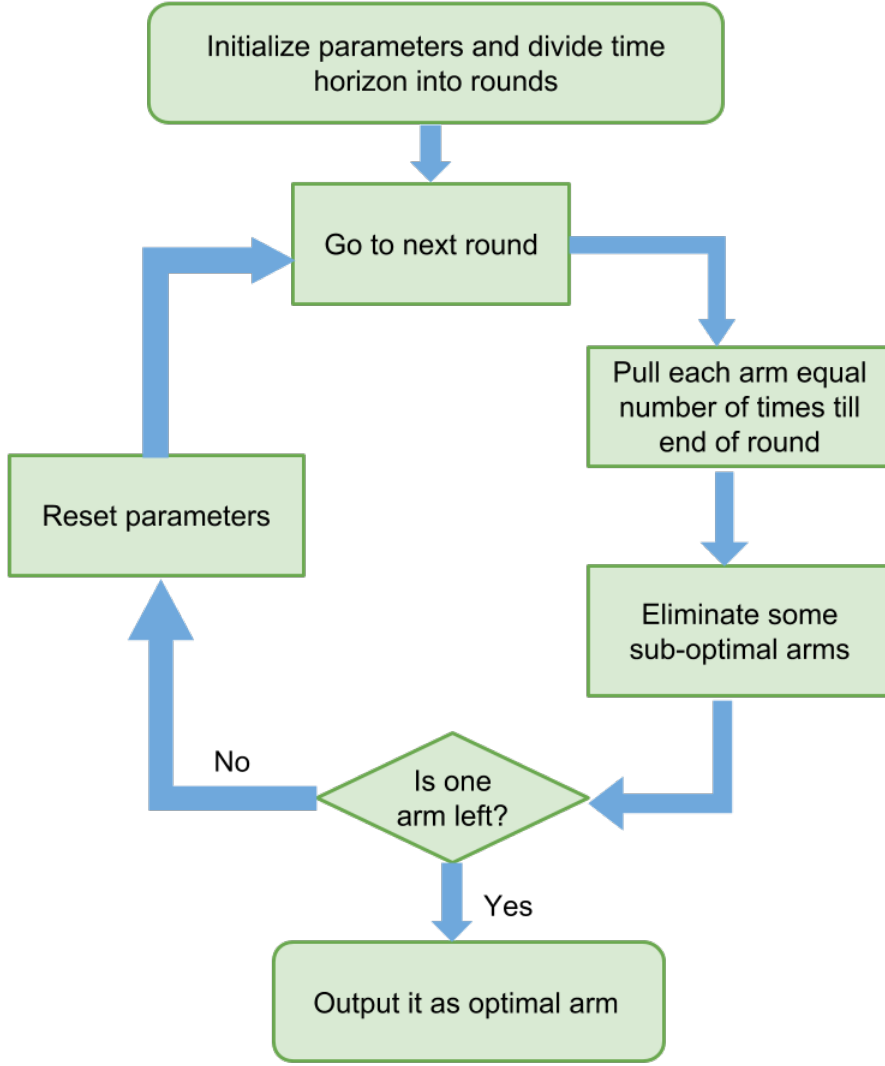 Initialize parameters and divide time
horizon into rounds
Go to next round
Pull each arm equal
number of times till
end of round
Reset parameters
Eliminate some
sub-optimal arms
No
Is one
arm left?
Yes
Output it as optimal arm